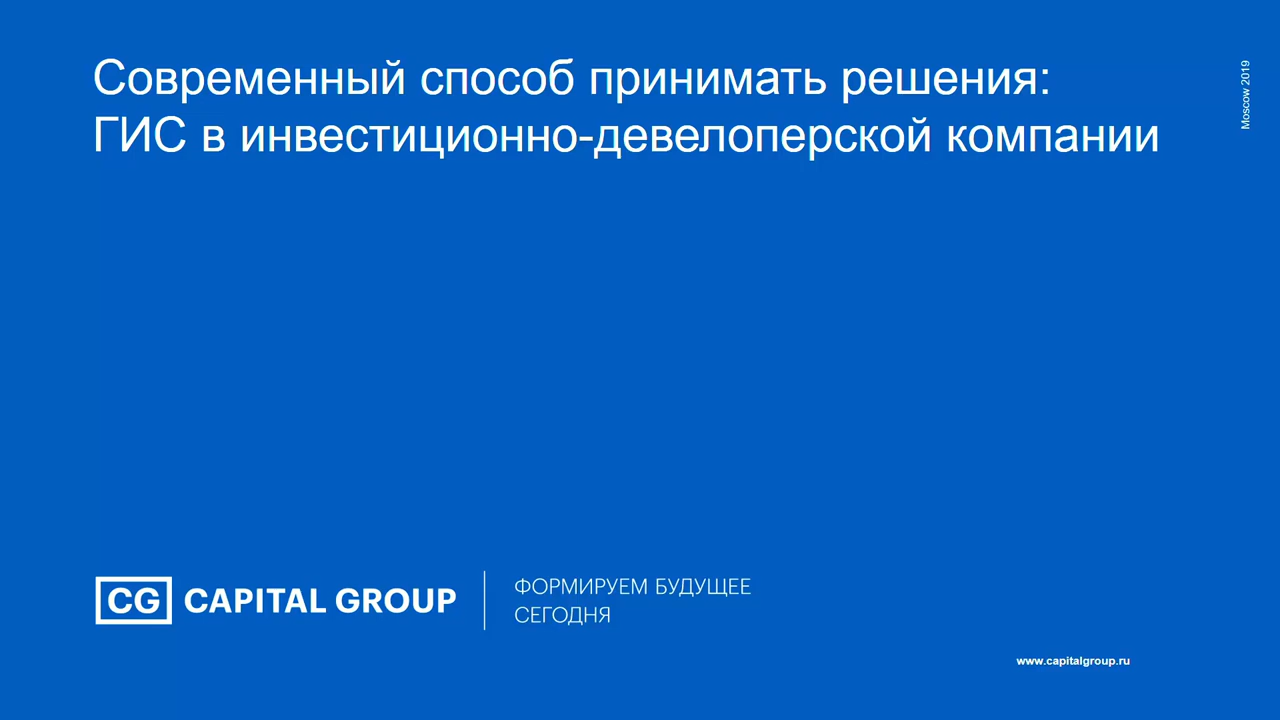 Современный способ принимать решения:
ГИС в инвестиционно-девелоперской компании
Moscow 2019
CG CAPITAL GROUP
ФОРМИРУЕМ БУДУЩЕЕ
СЕГОДНЯ
www.capitalgroup.ru